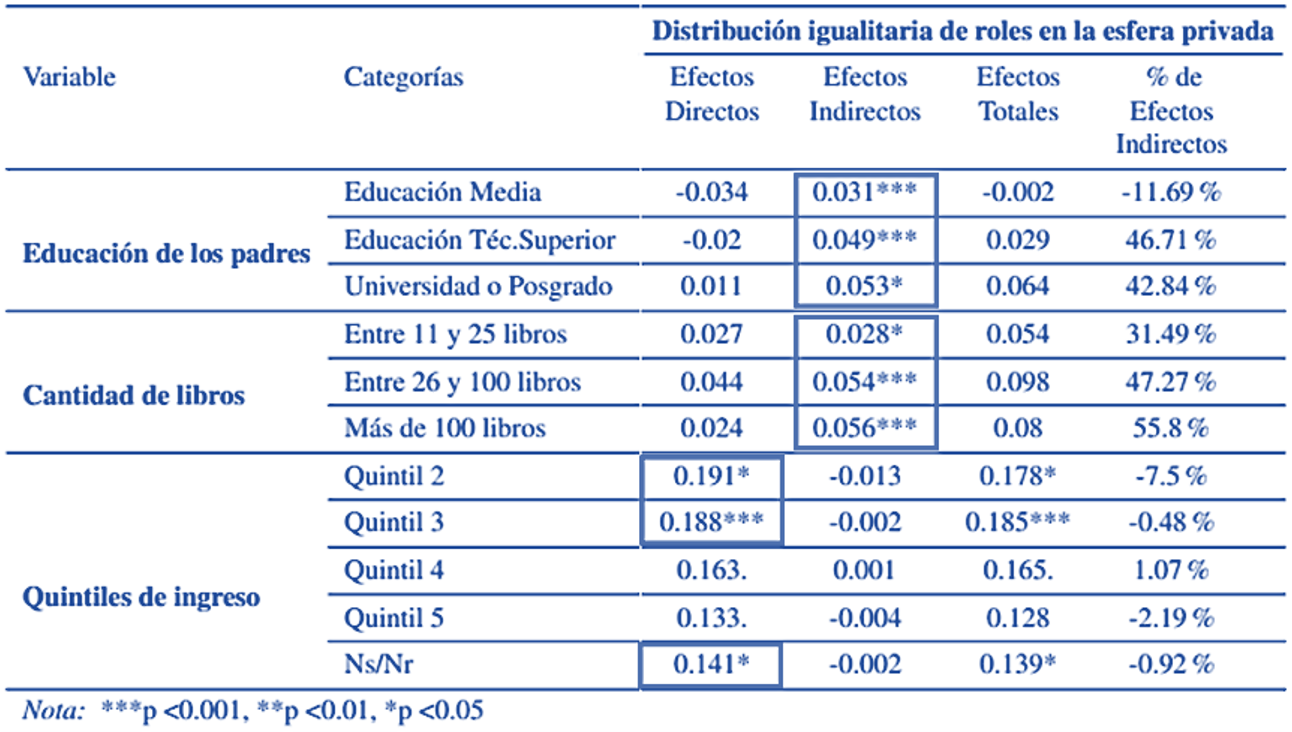 Distribución igualitaria de roles en la esfera privada
Variable Categorías Efectos Directos Efectos Indirectos Efectos Totales % de Efectos Indirectos
Educación de los padres
Educación Media -0.034 0.031*** -0.002 -11.69 %
Educación Téc.Superior -0.02 0.049*** 0.029 46.71 %
Universidad o Posgrado 0.011 0.053* 0.064 42.84 %
Cantidad de libros
Entre 11 y 25 libros 0.027 0.028* 0.054 31.49 %
Entre 26 y 100 libros 0.044 0.054*** 0.098 47.27 %
Más de 100 libros 0.024 0.056*** 0.08 55.8 %
Quintiles de ingreso
Quintil 2 0.191* -0.013 0.178* -7.5 %
Quintil 3 0.188*** -0.002 0.185*** -0.48 %
Quintil 4 0.163. 0.001 0.165. 1.07 %
Quintil 5 0.133. -0.004 0.128 -2.19 %
Ns/Nr 0.141* -0.002 0.139* -0.92 %
Nota: ***p <0.001, **p <0.01, *p <0.05